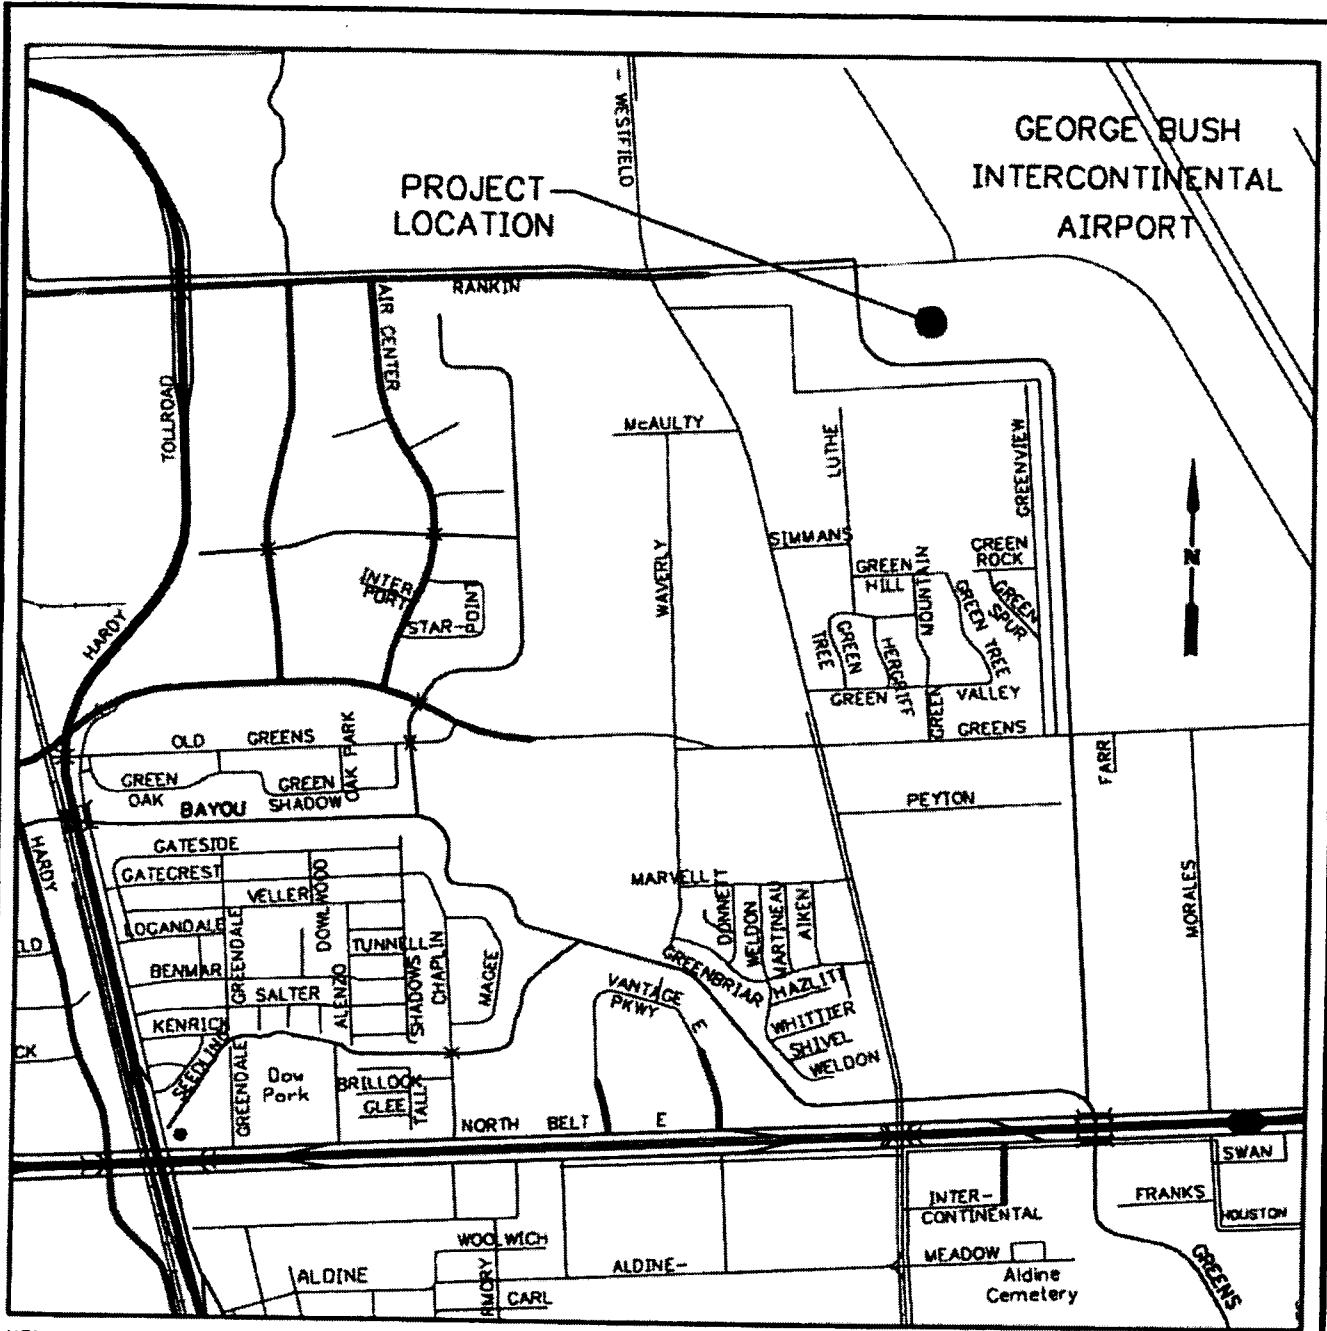 GEORGE BUSH
INTERCONTINENTAL
AIRPORT
WESTFIELD
PROJECT
LOCATION
RANKIN
AIR CENTER
TOLLROAD
McAULTY
LUTHE
GREENVIEW
SIMMANS
GREEN
ROCK
GREEN
HILL
MOUNTAIN
GREEN
SPUR
GREEN TREE
N
WAVERLY
INTER
PORT
STAR-
POINT
HARDY
TREE
GREEN
HERGRIFF
GREEN
VALLEY
GREEN
GREENS
OLD GREENS
OAK PARK
GREEN
OAK
GREEN
SHADOW
BAYOU
FARR
PEYTON
HARDY
GATESIDE
GATECREST
VELLER
DOWLWOOD
MARVELL
DONNETT
WELDON
MARTINEAU
AIKEN
MORALES
LOGANDALE
GREENDALE
TUNNELL
SHADOWS
CHAPLIN
MAGEE
LD
BENMAR
SALTER
ALENZO
GREENBRIAR
HAZLITT
VANTAGE
PKWY
E
WHITTIER
SHIVEL
WELDON
KENRICK
CK
SEEDLING
GREENDALE
Dow
Park
BRILLOCK
GLEE
TALL
NORTH BELT E
SWAN
INTER-
CONTINENTAL
FRANKS
HOUSTON
WOOLWICH
ALDINE
ALDINE-
MEADOW
Aldine
Cemetery
GREENS
RMORY
CARL